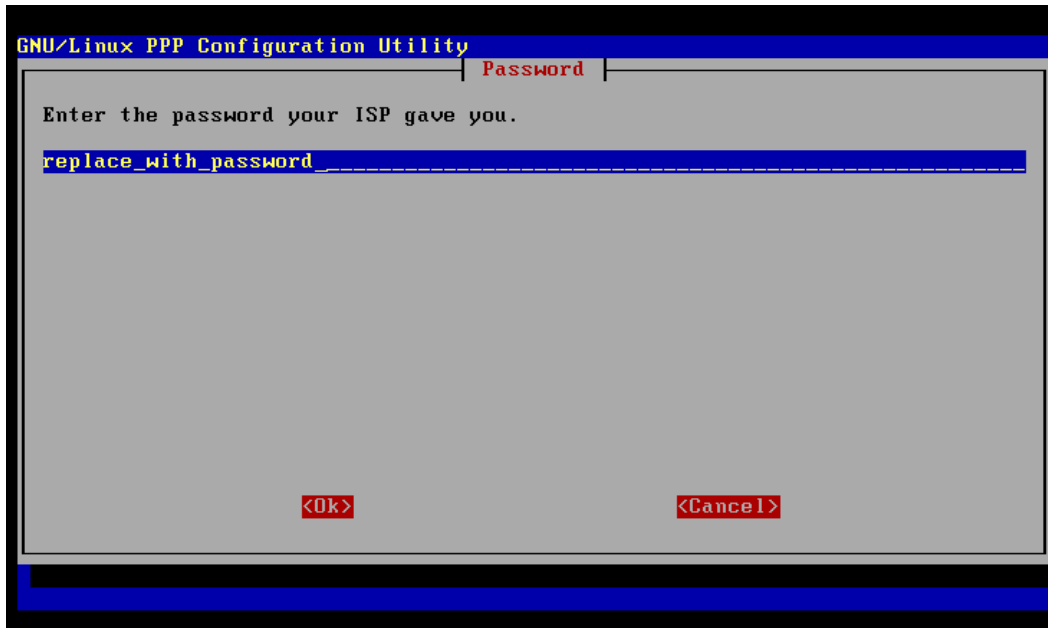 GNU/Linux PPP Configuration Utility
Password
Enter the password your ISP gave you.
replace_with_password
<Ok> <Cancel>